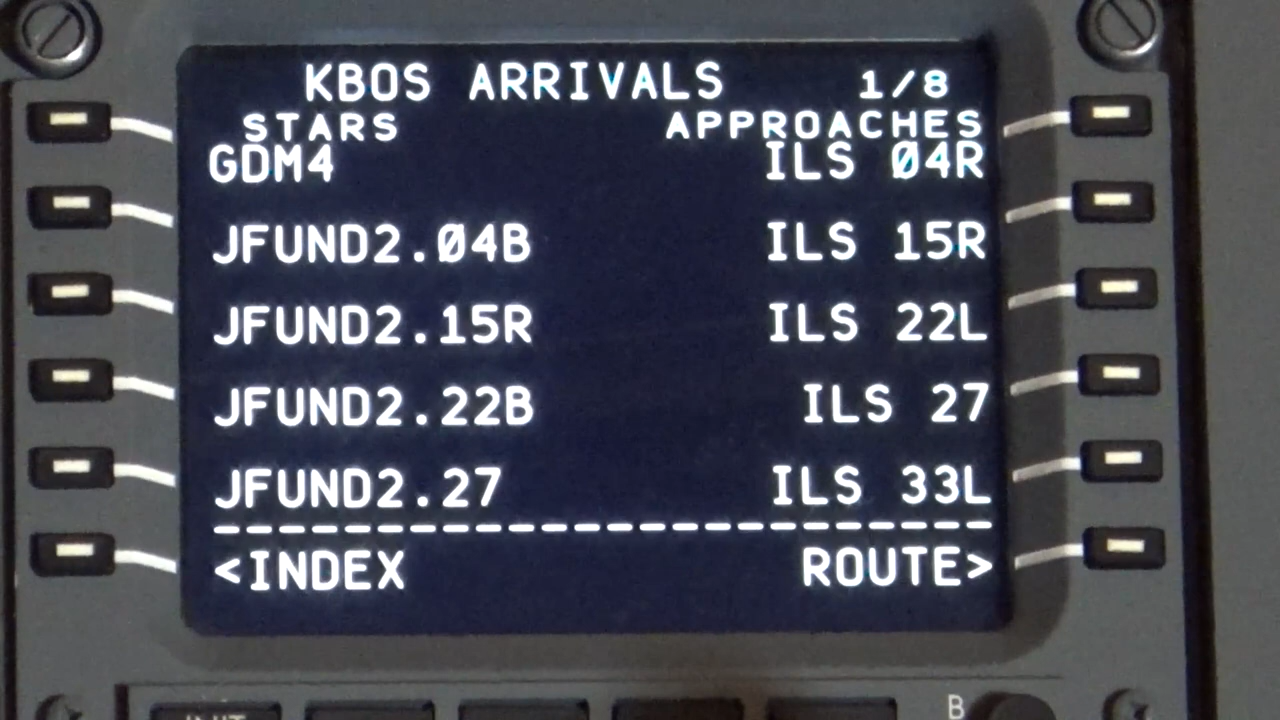 KBOS ARRIVALS 1/8
STARS APPROACHES
GDM4 ILS Ø4R
JFUND2.Ø4B ILS 15R
JFUND2.15R ILS 22L
JFUND2.22B ILS 27
JFUND2.27 ILS 33L
------------------------
<INDEX ROUTE>
B